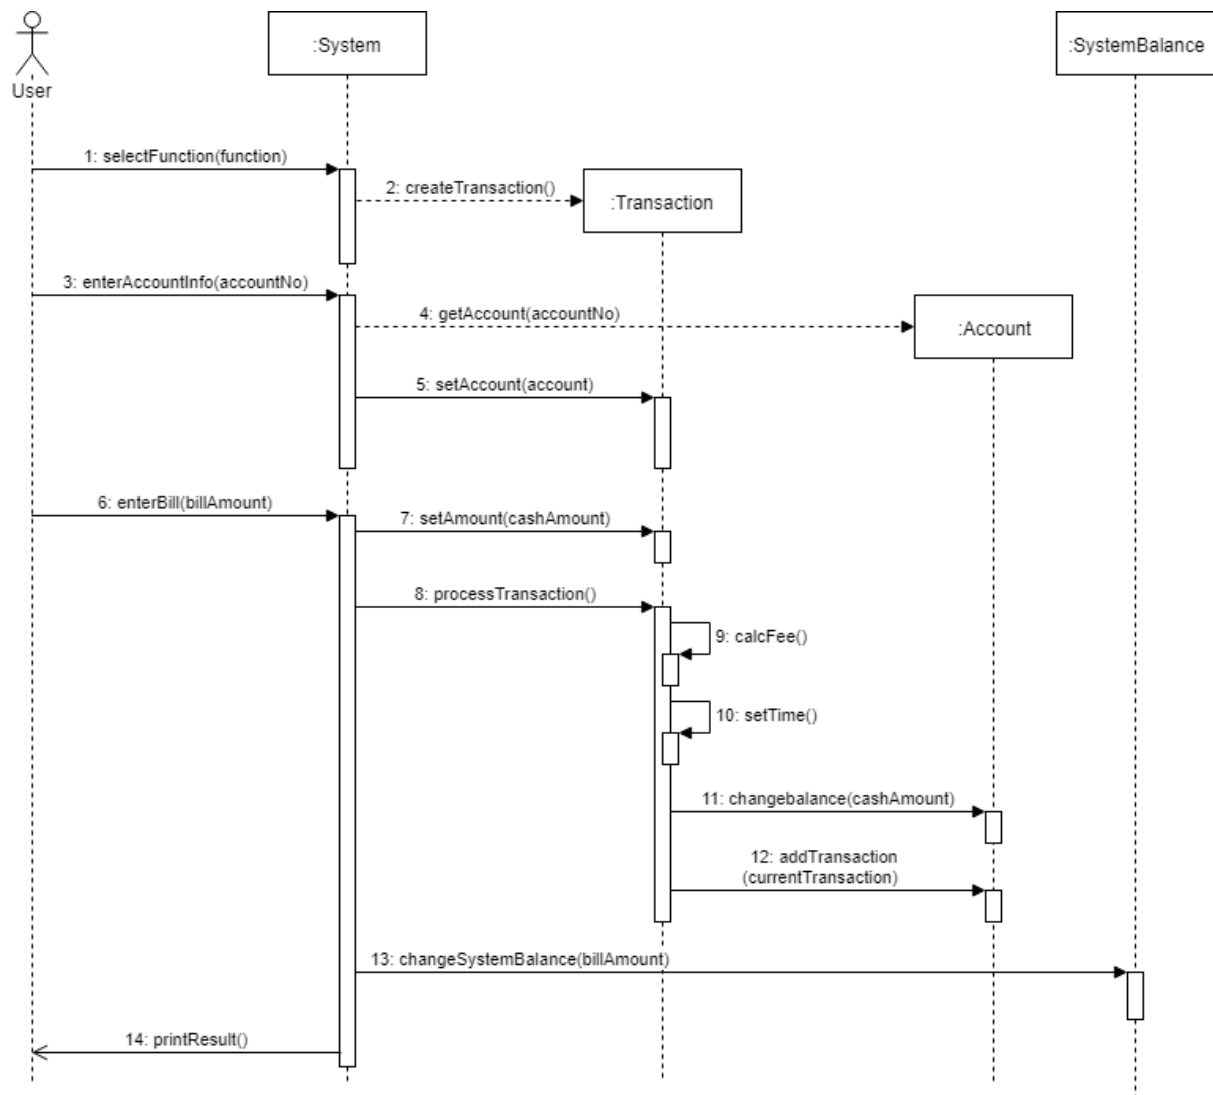 :System
:SystemBalance
User
1: selectFunction(function)
2: createTransaction()
:Transaction
3: enterAccountInfo(accountNo)
4: getAccount(accountNo)
:Account
5: setAccount(account)
6: enterBill(billAmount)
7: setAmount(cashAmount)
8: processTransaction()
9: calcFee()
10: setTime()
11: changebalance(cashAmount)
12: addTransaction
(currentTransaction)
13: changeSystemBalance(billAmount)
14: printResult()